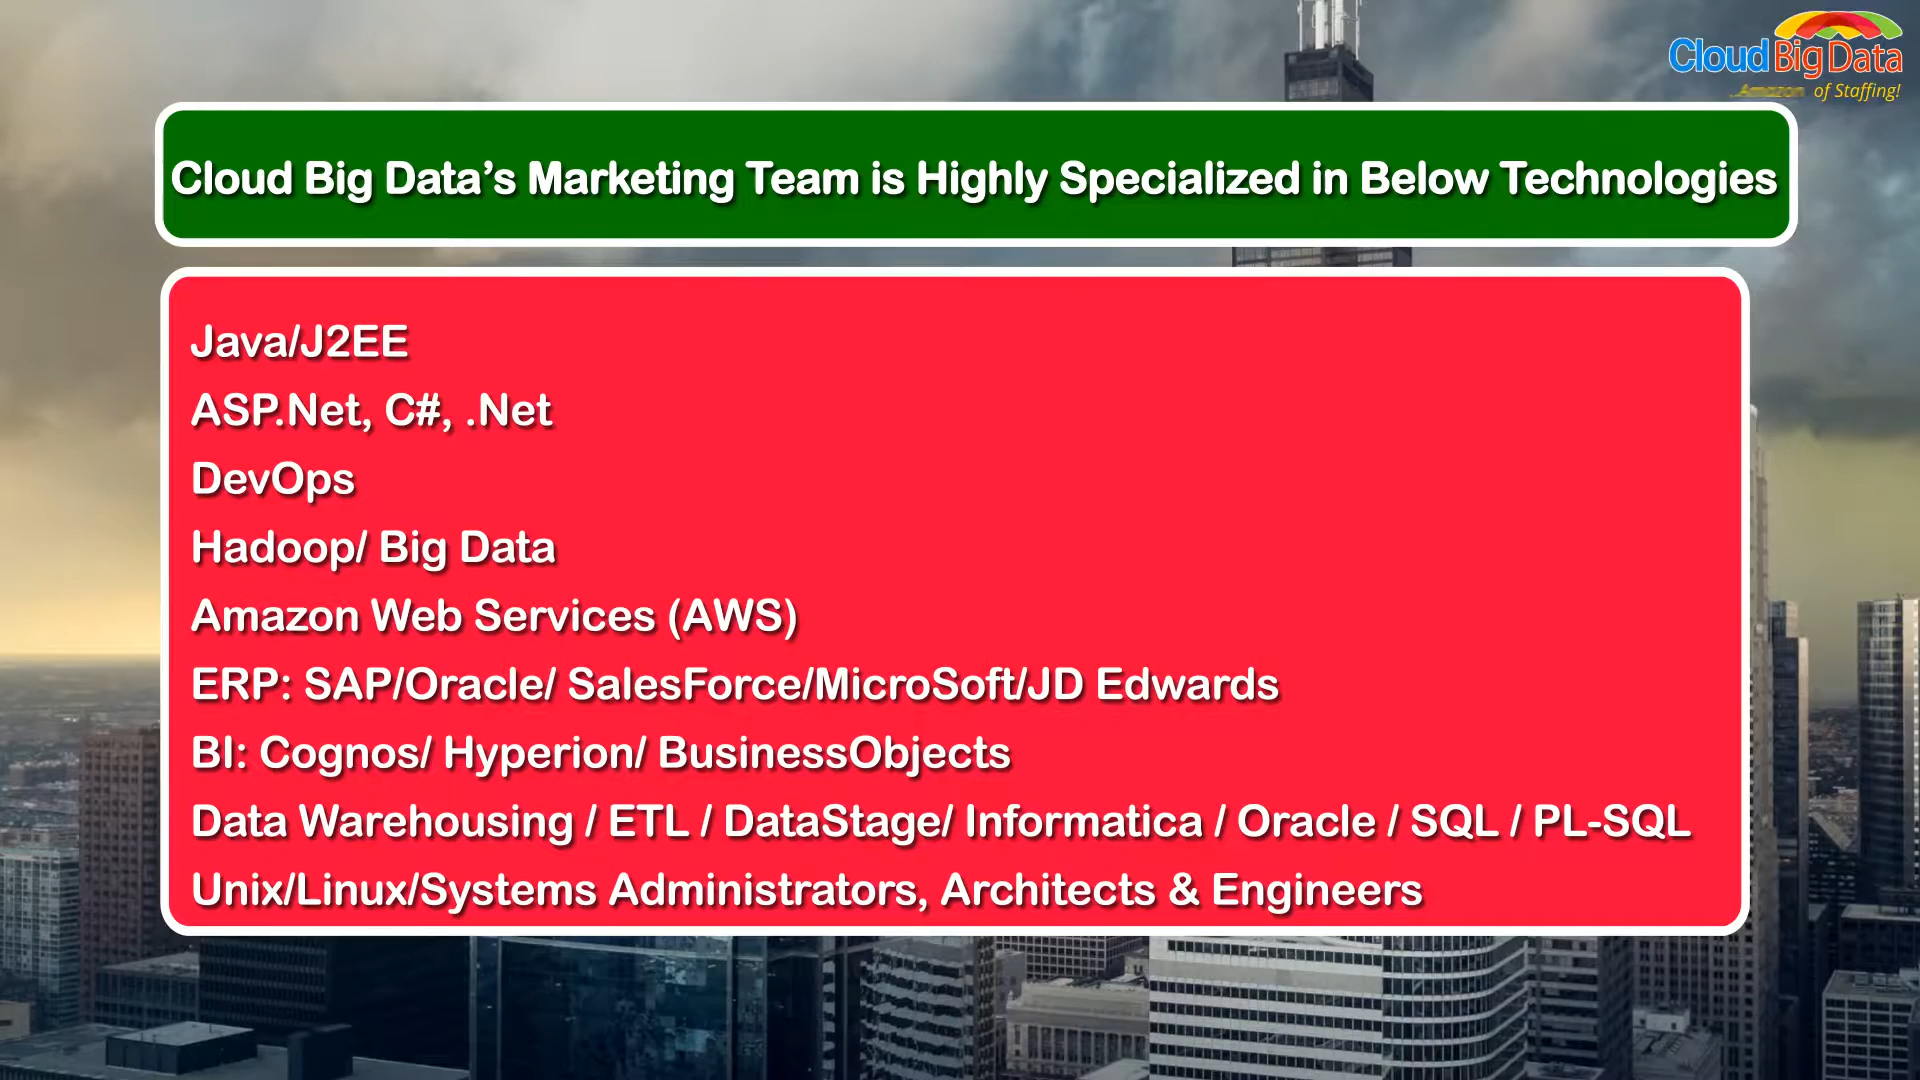 Cloud Big Data
..Amazon of Staffing!
Cloud Big Data’s Marketing Team is Highly Specialized in Below Technologies
Java/J2EE
ASP.Net, C#, .Net
DevOps
Hadoop/ Big Data
Amazon Web Services (AWS)
ERP: SAP/Oracle/ SalesForce/MicroSoft/JD Edwards
BI: Cognos/ Hyperion/ BusinessObjects
Data Warehousing / ETL / DataStage/ Informatica / Oracle / SQL / PL-SQL
Unix/Linux/Systems Administrators, Architects & Engineers